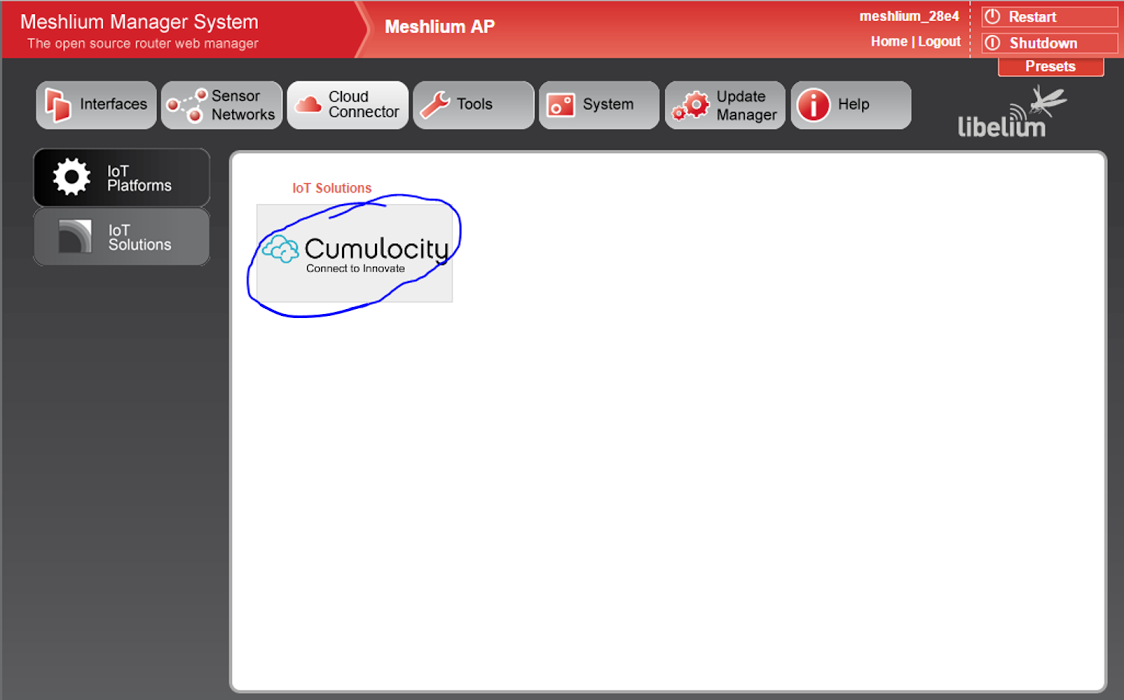 Meshlium Manager System
The open source router web manager
Meshlium AP
meshlium_28e4
Home | Logout
Restart
Shutdown
Presets
Interfaces
Sensor
Networks
Cloud
Connector
Tools
System
Update
Manager
Help
libelium
IoT
Platforms
IoT
Solutions
IoT Solutions
Cumulocity
Connect to Innovate